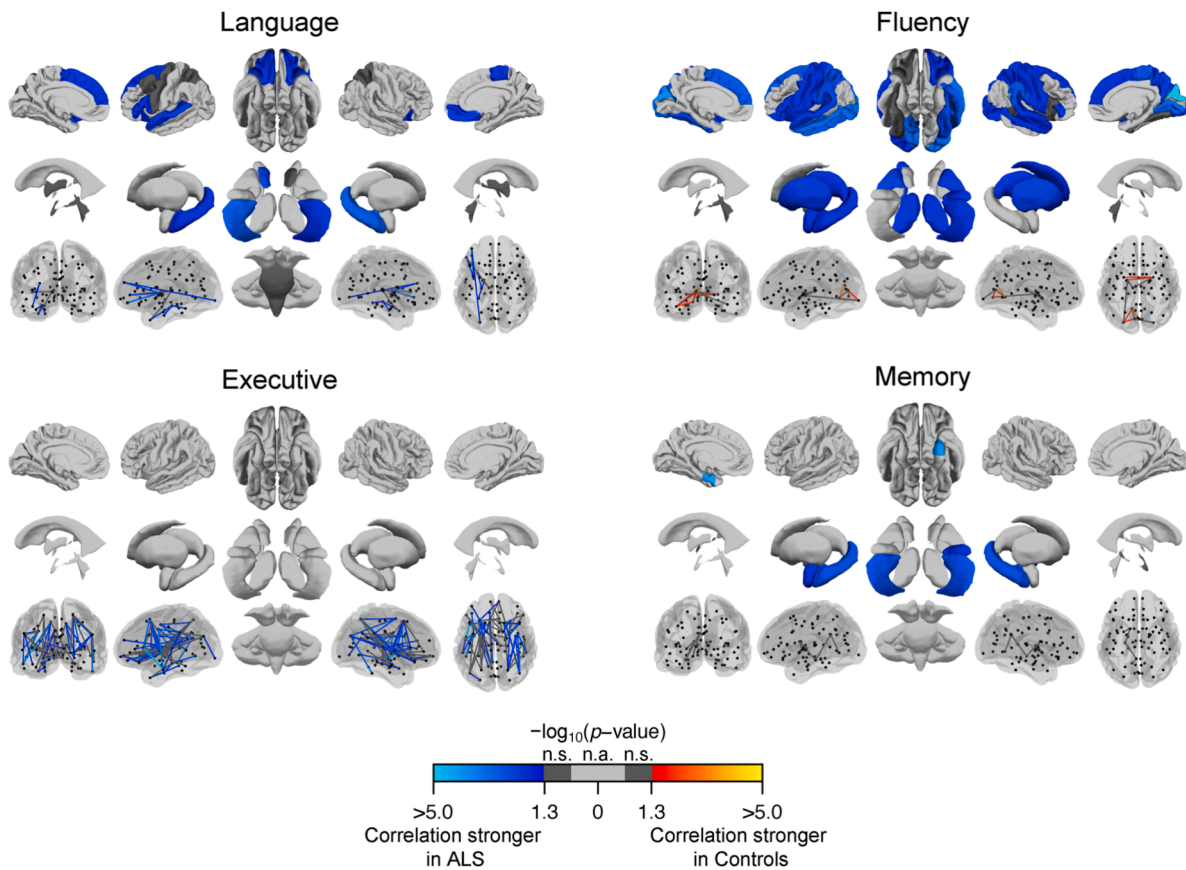 Language
Fluency
Executive
Memory
−log₁₀(p−value)
n.s. n.a. n.s.
>5.0 1.3 0 1.3 >5.0
Correlation stronger Correlation stronger
in ALS in Controls